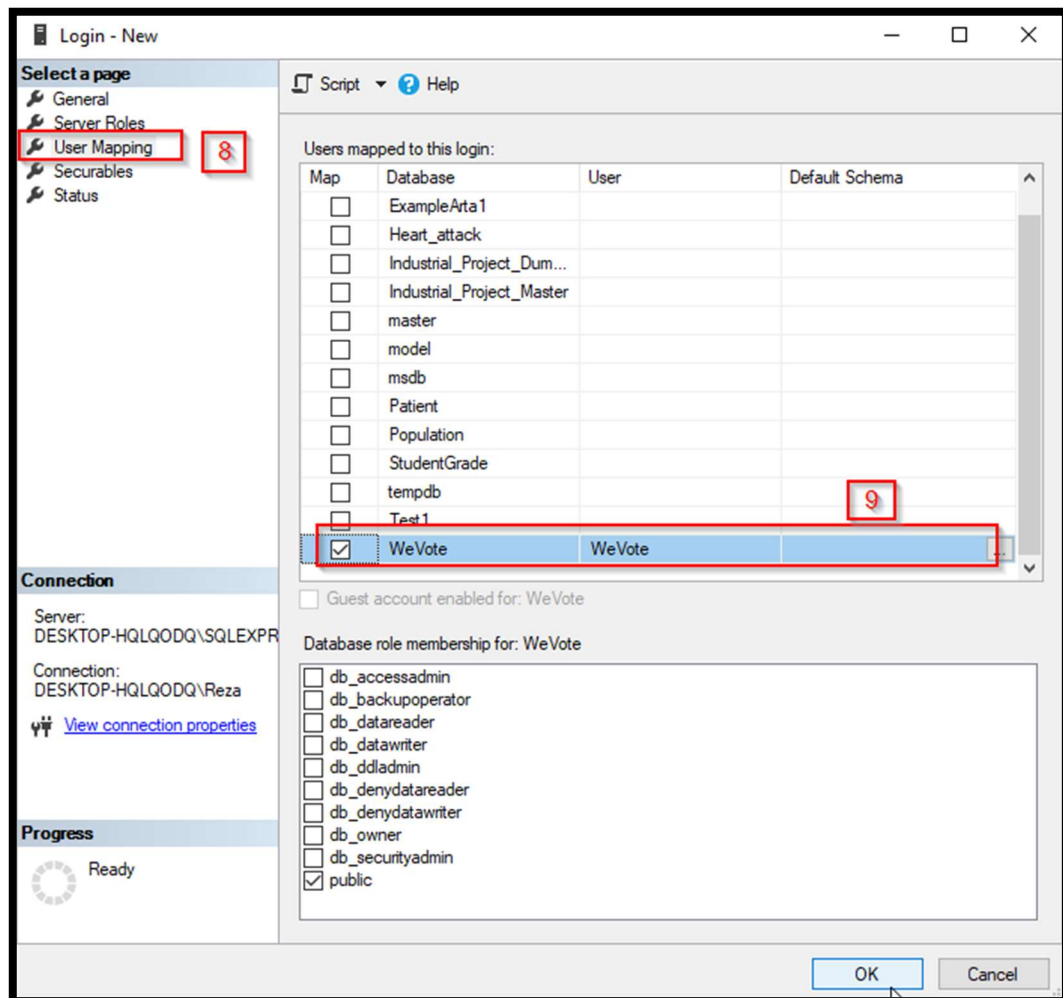 Login - New
Select a page
General
Server Roles
User Mapping
8
Securables
Status
Script
Help
Users mapped to this login:
Map Database User Default Schema
ExampleArta1
Heart_attack
Industrial_Project_Dum...
Industrial_Project_Master
master
model
msdb
Patient
Population
StudentGrade
tempdb
9
Test1
WeVote WeVote ...
Guest account enabled for: WeVote
Database role membership for: WeVote
db_accessadmin
db_backupoperator
db_datareader
db_datawriter
db_ddladmin
db_denydatareader
db_denydatawriter
db_owner
db_securityadmin
public
Connection
Server:
DESKTOP-HQLQODQ\SQLEXPR
Connection:
DESKTOP-HQLQODQ\Reza
View connection properties
Progress
Ready
OK Cancel